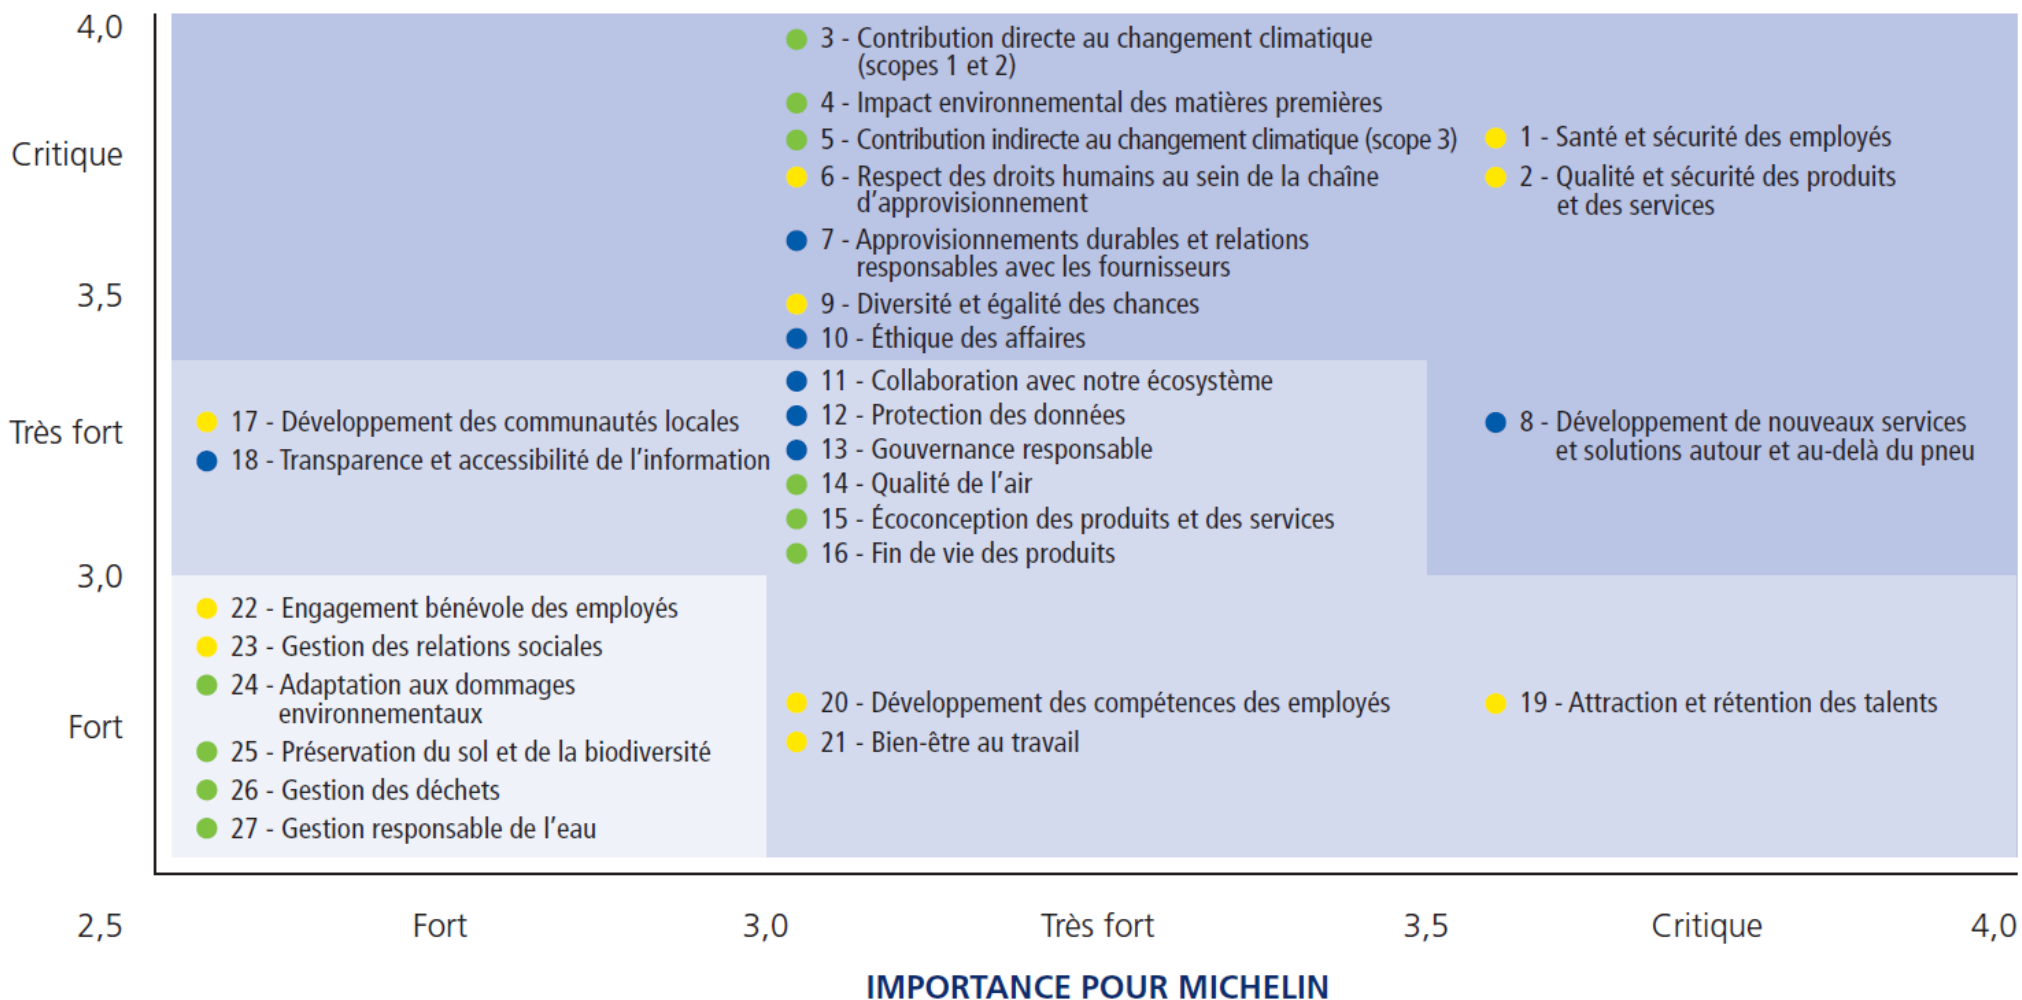 4,0
Critique
3,5
Très fort
3,0
Fort
2,5
3 - Contribution directe au changement climatique
(scopes 1 et 2)
4 - Impact environnemental des matières premières
5 - Contribution indirecte au changement climatique (scope 3)
6 - Respect des droits humains au sein de la chaîne
d'approvisionnement
7 - Approvisionnements durables et relations
responsables avec les fournisseurs
9 - Diversité et égalité des chances
10 - Éthique des affaires
1 - Santé et sécurité des employés
2 - Qualité et sécurité des produits
et des services
17 - Développement des communautés locales
18 - Transparence et accessibilité de l'information
11 - Collaboration avec notre écosystème
12 - Protection des données
13 - Gouvernance responsable
14 - Qualité de l'air
15 - Écoconception des produits et des services
16 - Fin de vie des produits
8 - Développement de nouveaux services
et solutions autour et au-delà du pneu
22 - Engagement bénévole des employés
23 - Gestion des relations sociales
24 - Adaptation aux dommages
environnementaux
25 - Préservation du sol et de la biodiversité
26 - Gestion des déchets
27 - Gestion responsable de l'eau
20 - Développement des compétences des employés
21 - Bien-être au travail
19 - Attraction et rétention des talents
Fort
3,0
Très fort
3,5
Critique
4,0
IMPORTANCE POUR MICHELIN